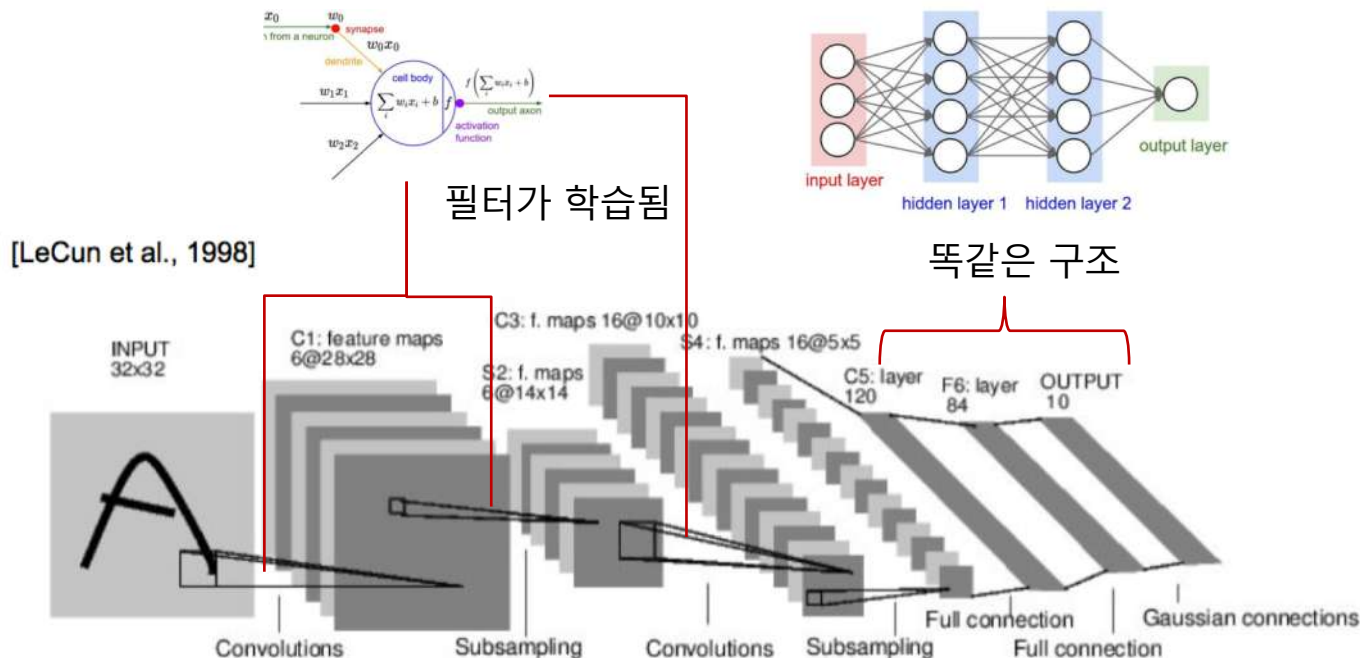 x₀
w₀
n from a neuron
synapse
w₀x₀
dendrite
cell body
f(∑ᵢ wᵢxᵢ + b)
w₁x₁
∑ᵢ wᵢxᵢ + b
f
output axon
activation
function
w₂x₂
input layer
hidden layer 1
hidden layer 2
output layer
필터가 학습됨
똑같은 구조
[LeCun et al., 1998]
INPUT
32x32
C1: feature maps
6@28x28
S2: f. maps
6@14x14
C3: f. maps 16@10x10
S4: f. maps 16@5x5
C5: layer
120
F6: layer
84
OUTPUT
10
Convolutions
Subsampling
Convolutions
Subsampling
Full connection
Full connection
Gaussian connections